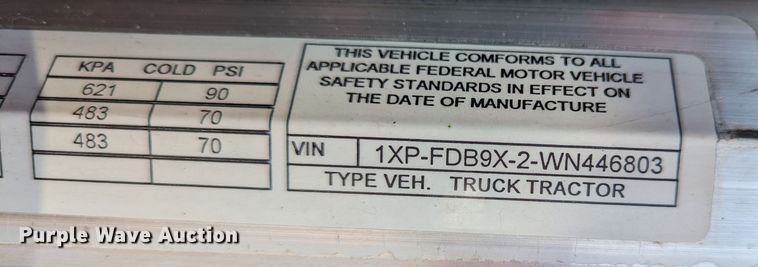 KPA COLD PSI
621 90
483 70
483 70
THIS VEHICLE COMFORMS TO ALL
APPLICABLE FEDERAL MOTOR VEHICLE
SAFETY STANDARDS IN EFFECT ON
THE DATE OF MANUFACTURE
VIN 1XP-FDB9X-2-WN446803
TYPE VEH. TRUCK TRACTOR
Purple Wave Auction